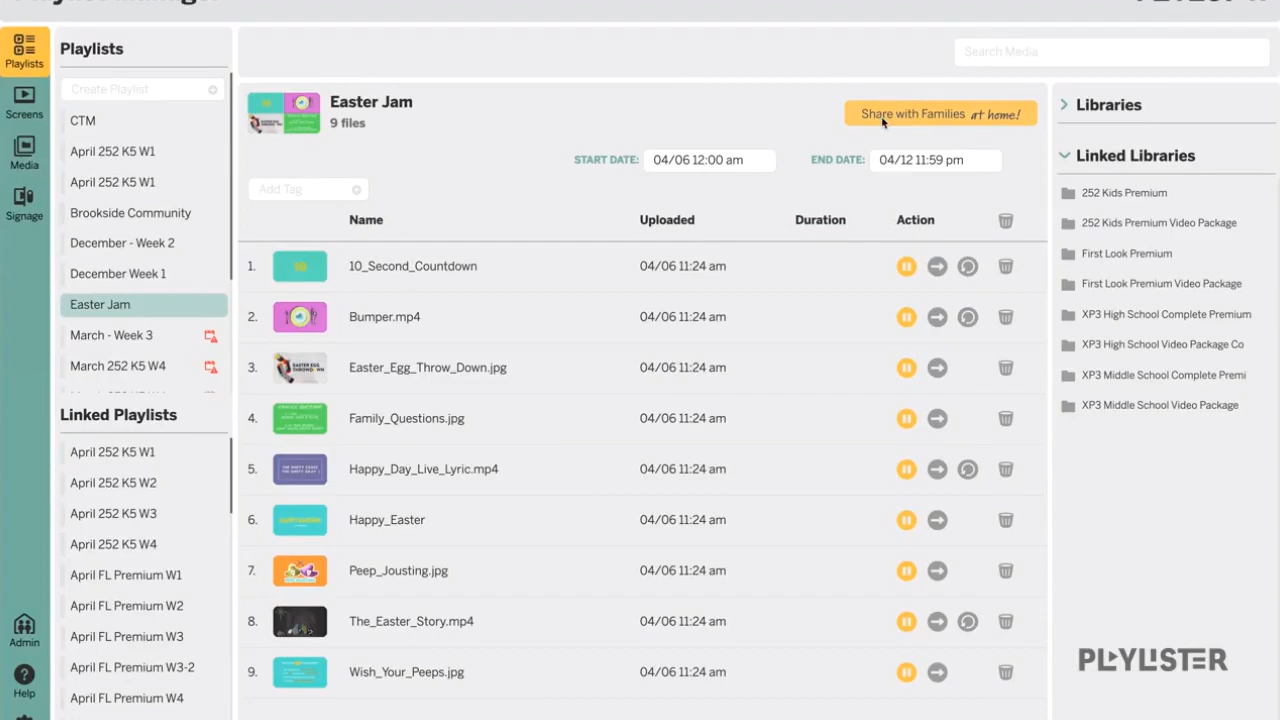 Playlists
Screens
Media
Signage
Admin
Help
Playlists
Create Playlist
CTM
April 252 K5 W1
April 252 K5 W1
Brookside Community
December - Week 2
December Week 1
Easter Jam
March - Week 3
March 252 K5 W4
Linked Playlists
April 252 K5 W1
April 252 K5 W2
April 252 K5 W3
April 252 K5 W4
April FL Premium W1
April FL Premium W2
April FL Premium W3
April FL Premium W3-2
April FL Premium W4
Search Media
Easter Jam
9 files
Share with Families at home!
START DATE: 04/06 12:00 am END DATE: 04/12 11:59 pm
Add Tag
Name Uploaded Duration Action
1. 10_Second_Countdown 04/06 11:24 am
2. Bumper.mp4 04/06 11:24 am
3. Easter_Egg_Throw_Down.jpg 04/06 11:24 am
4. Family_Questions.jpg 04/06 11:24 am
5. Happy_Day_Live_Lyric.mp4 04/06 11:24 am
6. Happy_Easter 04/06 11:24 am
7. Peep_Jousting.jpg 04/06 11:24 am
8. The_Easter_Story.mp4 04/06 11:24 am
9. Wish_Your_Peeps.jpg 04/06 11:24 am
Libraries
Linked Libraries
252 Kids Premium
252 Kids Premium Video Package
First Look Premium
First Look Premium Video Package
XP3 High School Complete Premium
XP3 High School Video Package Co
XP3 Middle School Complete Premi
XP3 Middle School Video Package
PLAYLISTER